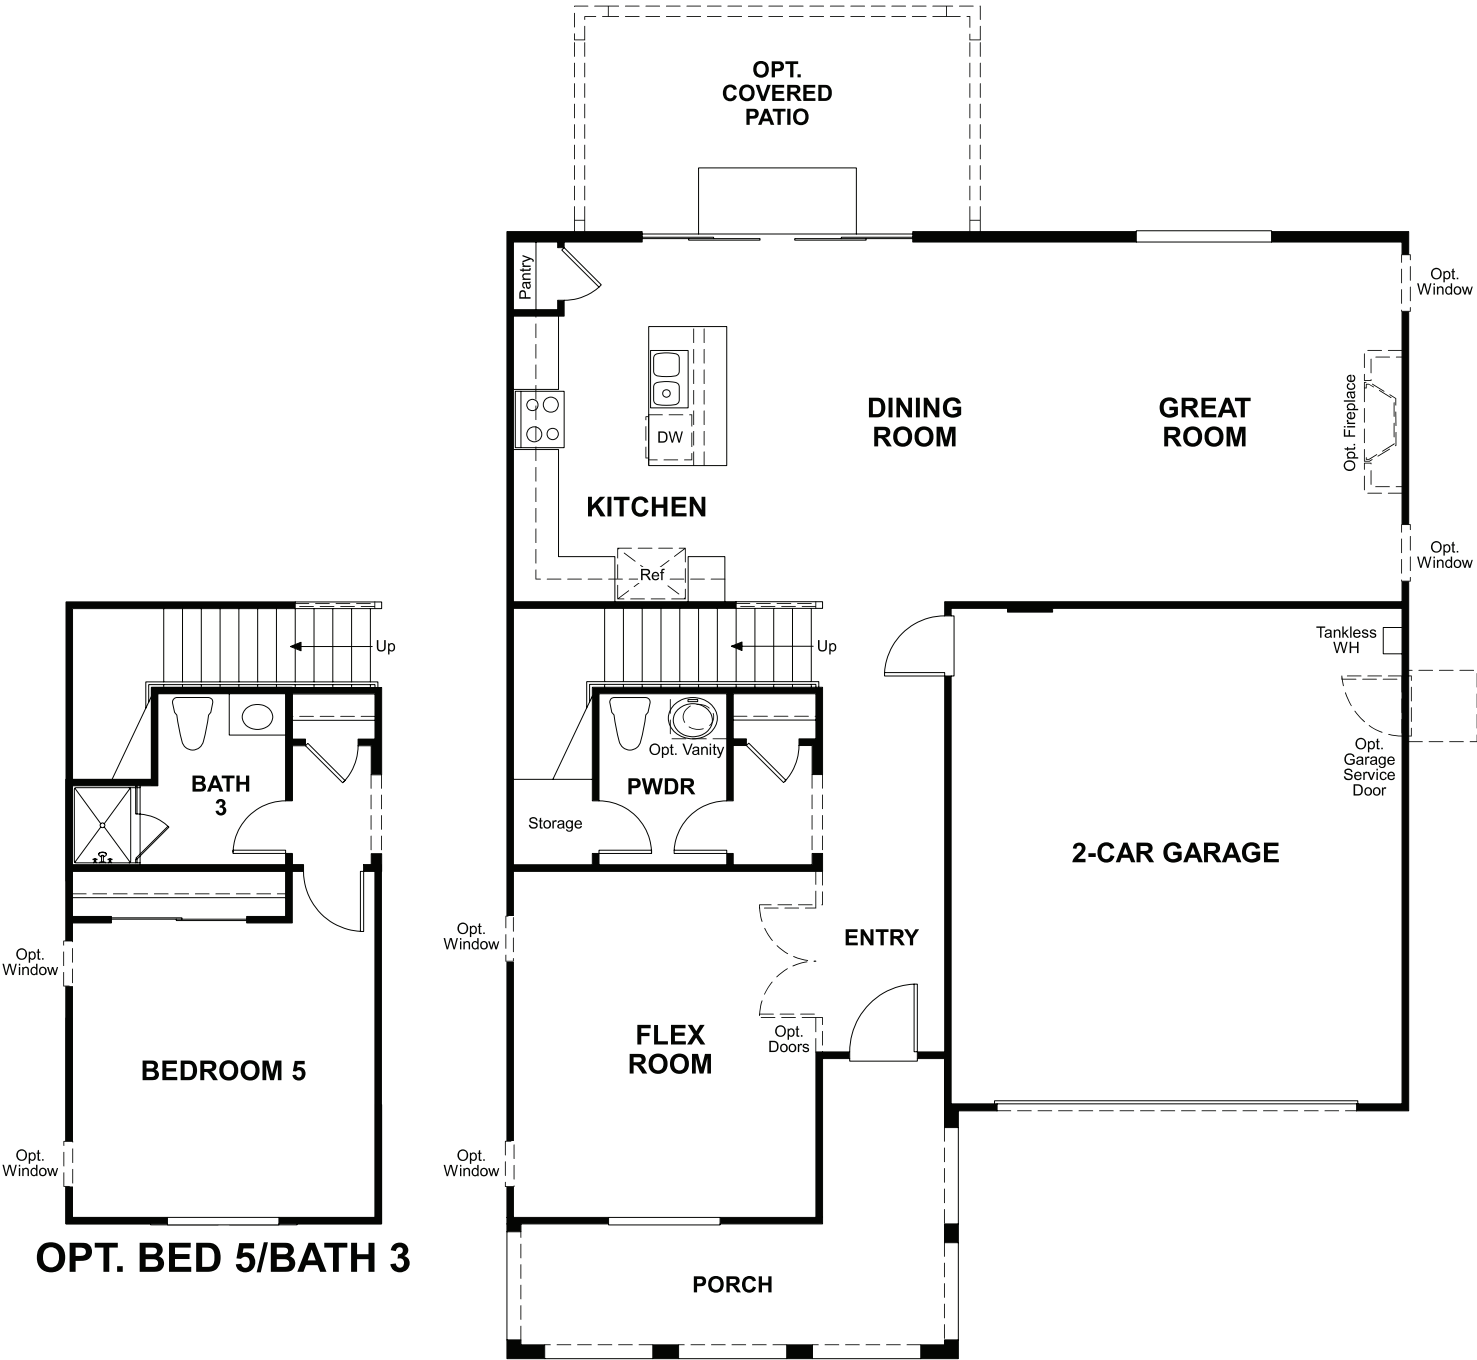 OPT.
COVERED
PATIO
Pantry
Opt.
Window
DINING
ROOM
GREAT
ROOM
Opt. Fireplace
DW
KITCHEN
Ref
Opt.
Window
Up
Up
Tankless
WH
Opt. Vanity
Opt.
Garage
Service
Door
BATH
3
PWDR
Storage
2-CAR GARAGE
Opt.
Window
Opt.
Window
ENTRY
Opt.
Doors
FLEX
ROOM
BEDROOM 5
Opt.
Window
Opt.
Window
OPT. BED 5/BATH 3
PORCH